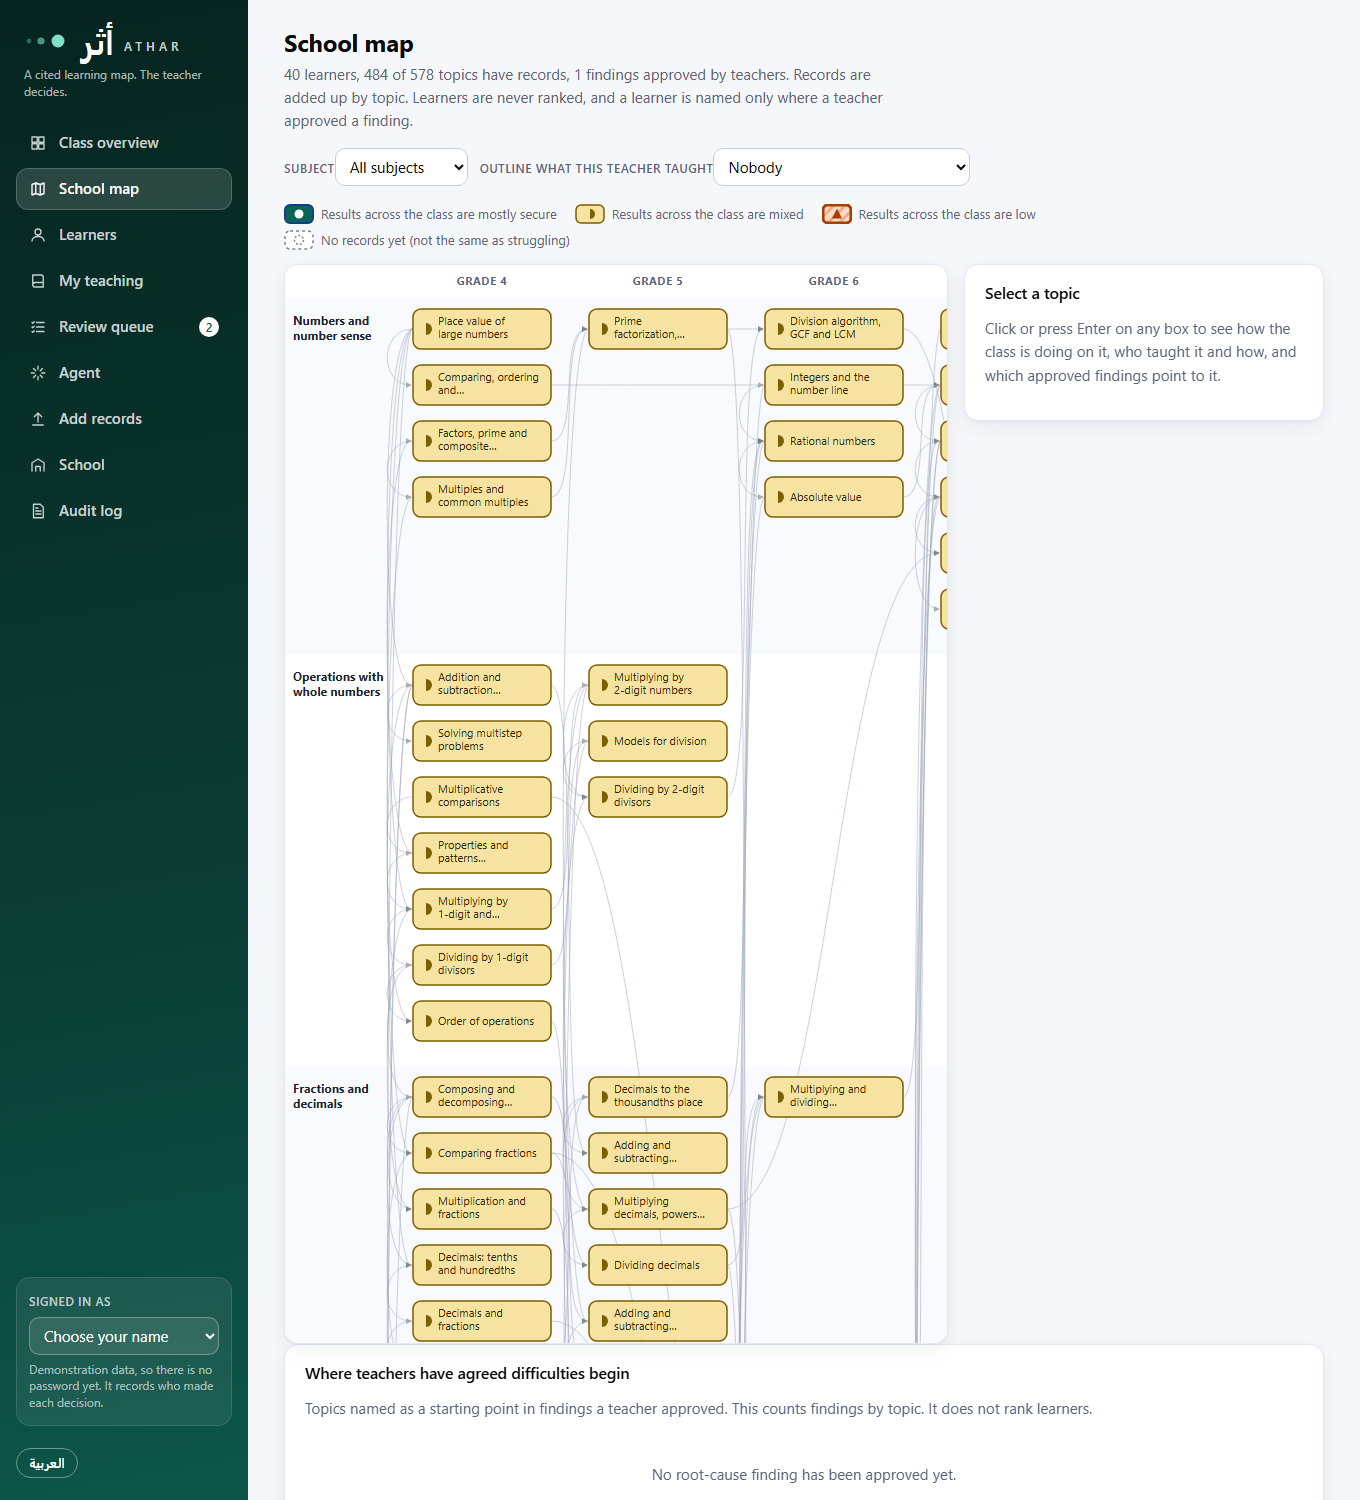 أثر ATHAR
A cited learning map. The teacher
decides.
Class overview
School map
Learners
My teaching
Review queue 2
Agent
Add records
School
Audit log
SIGNED IN AS
Choose your name
Demonstration data, so there is no
password yet. It records who made
each decision.
العربية
School map
40 learners, 484 of 578 topics have records, 1 findings approved by teachers. Records are
added up by topic. Learners are never ranked, and a learner is named only where a teacher
approved a finding.
SUBJECT All subjects OUTLINE WHAT THIS TEACHER TAUGHT Nobody
Results across the class are mostly secure Results across the class are mixed Results across the class are low
No records yet (not the same as struggling)
GRADE 4 GRADE 5 GRADE 6
Numbers and
number sense
Place value of
large numbers
Prime
factorization,...
Division algorithm,
GCF and LCM
Comparing, ordering
and...
Integers and the
number line
Factors, prime and
composite...
Rational numbers
Multiples and
common multiples
Absolute value
Operations with
whole numbers
Addition and
subtraction...
Multiplying by
2-digit numbers
Solving multistep
problems
Models for division
Multiplicative
comparisons
Dividing by 2-digit
divisors
Properties and
patterns...
Multiplying by
1-digit and...
Dividing by 1-digit
divisors
Order of operations
Fractions and
decimals
Composing and
decomposing...
Decimals to the
thousandths place
Multiplying and
dividing...
Comparing fractions
Adding and
subtracting...
Multiplication and
fractions
Multiplying
decimals, powers...
Decimals: tenths
and hundredths
Dividing decimals
Decimals and
fractions
Adding and
subtracting...
Select a topic
Click or press Enter on any box to see how the
class is doing on it, who taught it and how, and
which approved findings point to it.
Where teachers have agreed difficulties begin
Topics named as a starting point in findings a teacher approved. This counts findings by topic. It does not rank learners.
No root-cause finding has been approved yet.